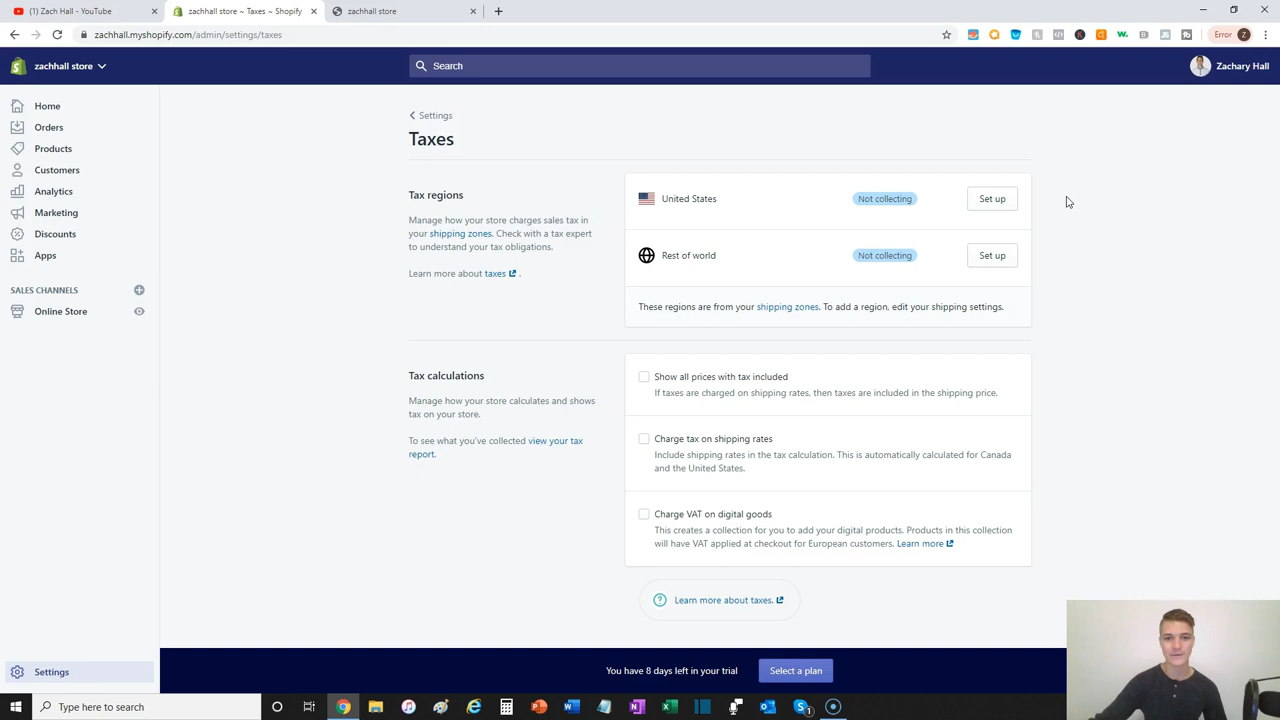 (1) Zach Hall - YouTube
zachhall store ~ Taxes ~ Shopify
zachhall store
zachhall.myshopify.com/admin/settings/taxes
Error
Z
zachhall store
Search
Zachary Hall
Home
Orders
Products
Customers
Analytics
Marketing
Discounts
Apps
SALES CHANNELS
Online Store
Settings
Settings
Taxes
Tax regions
Manage how your store charges sales tax in
your shipping zones. Check with a tax expert
to understand your tax obligations.
Learn more about taxes .
United States
Not collecting
Set up
Rest of world
Not collecting
Set up
These regions are from your shipping zones. To add a region, edit your shipping settings.
Tax calculations
Manage how your store calculates and shows
tax on your store.
To see what you've collected view your tax
report.
Show all prices with tax included
If taxes are charged on shipping rates, then taxes are included in the shipping price.
Charge tax on shipping rates
Include shipping rates in the tax calculation. This is automatically calculated for Canada
and the United States.
Charge VAT on digital goods
This creates a collection for you to add your digital products. Products in this collection
will have VAT applied at checkout for European customers. Learn more
Learn more about taxes.
You have 8 days left in your trial
Select a plan
Type here to search